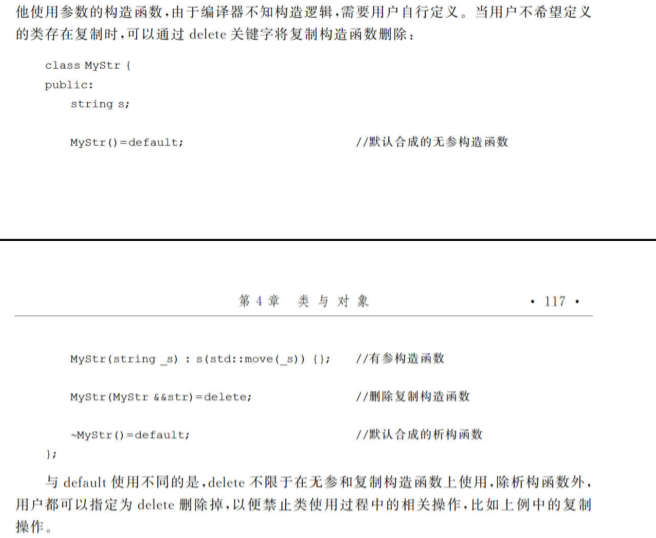 他使用参数的构造函数,由于编译器不知构造逻辑,需要用户自行定义。当用户不希望定义
的类存在复制时,可以通过 delete 关键字将复制构造函数删除:
class MyStr {
public:
string s;
MyStr()=default; //默认合成的无参构造函数
第4章 类与对象 • 117 •
MyStr(string _s) : s(std::move(_s)) {}; //有参构造函数
MyStr(MyStr &&str)=delete; //删除复制构造函数
~MyStr()=default; //默认合成的析构函数
};
与 default 使用不同的是,delete 不限于在无参和复制构造函数上使用,除析构函数外,
用户都可以指定为 delete 删除掉,以便禁止类使用过程中的相关操作,比如上例中的复制
操作。